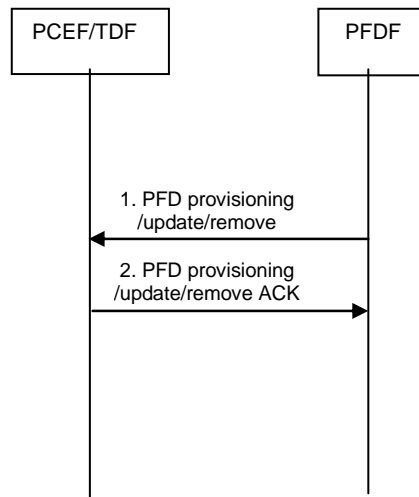 PCEF/TDF
PFDF
1. PFD provisioning
/update/remove
2. PFD provisioning
/update/remove ACK